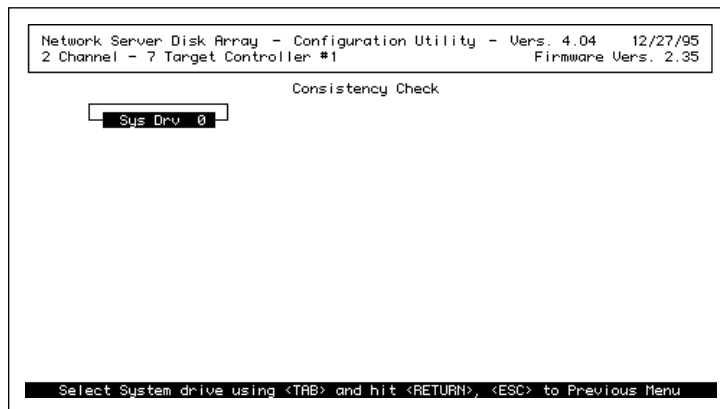 Network Server Disk Array - Configuration Utility - Vers. 4.04 12/27/95
2 Channel - 7 Target Controller #1 Firmware Vers. 2.35
Consistency Check
Sys Drv 0
Select System drive using <TAB> and hit <RETURN>, <ESC> to Previous Menu